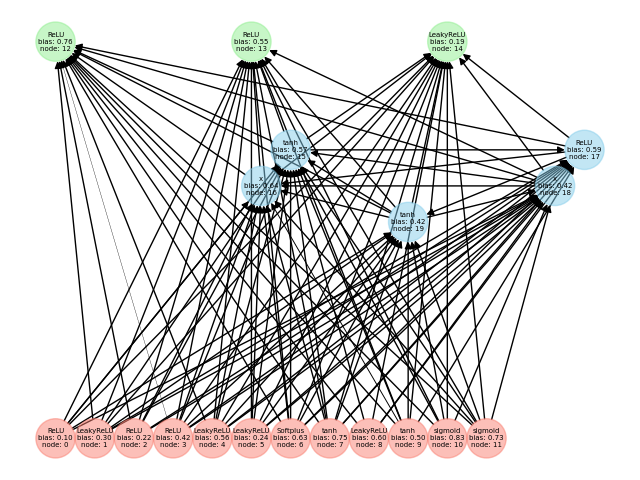 ReLU
bias: 0.76
node: 12
ReLU
bias: 0.55
node: 13
LeakyReLU
bias: 0.19
node: 14
tanh
bias: 0.57
node: 15
x
bias: 0.64
node: 16
ReLU
bias: 0.59
node: 17
bias: 0.42
node: 18
tanh
bias: 0.42
node: 19
ReLU
bias: 0.10
node: 0
LeakyReLU
bias: 0.30
node: 1
ReLU
bias: 0.22
node: 2
ReLU
bias: 0.42
node: 3
LeakyReLU
bias: 0.56
node: 4
LeakyReLU
bias: 0.24
node: 5
Softplus
bias: 0.63
node: 6
tanh
bias: 0.75
node: 7
LeakyReLU
bias: 0.60
node: 8
tanh
bias: 0.50
node: 9
sigmoid
bias: 0.83
node: 10
sigmoid
bias: 0.73
node: 11